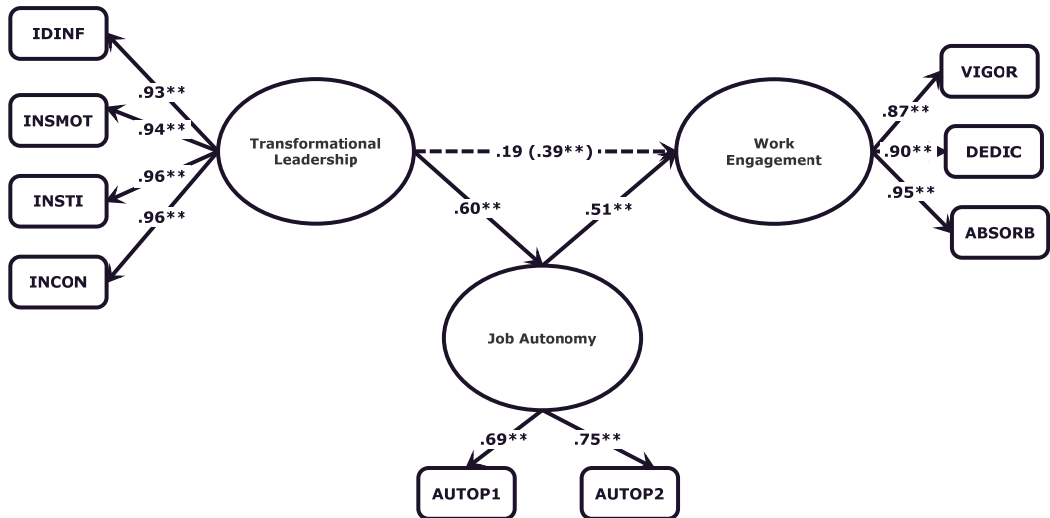 IDINF
INSMOT
INSTI
INCON
.93**
.94**
.96**
.96**
Transformational
Leadership
.19 (.39**)
.60**
.51**
Work
Engagement
.87**
.90**
.95**
VIGOR
DEDIC
ABSORB
Job Autonomy
.69**
.75**
AUTOP1
AUTOP2